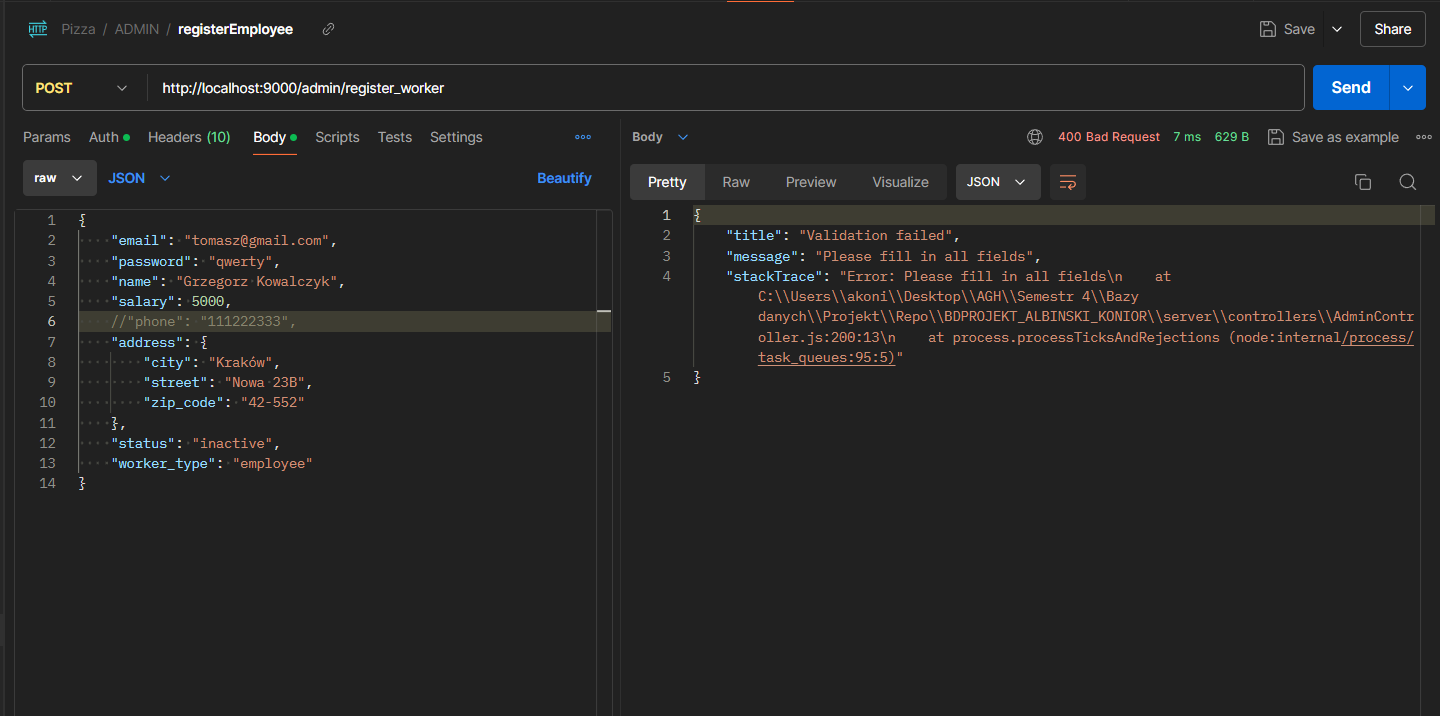 HTTP Pizza / ADMIN / registerEmployee Save Share
POST http://localhost:9000/admin/register_worker Send
Params Auth Headers (10) Body Scripts Tests Settings
raw JSON Beautify
1 {
2 "email": "tomasz@gmail.com",
3 "password": "qwerty",
4 "name": "Grzegorz Kowalczyk",
5 "salary": 5000,
6 //"phone": "111222333",
7 "address": {
8 "city": "Kraków",
9 "street": "Nowa 23B",
10 "zip_code": "42-552"
11 },
12 "status": "inactive",
13 "worker_type": "employee"
14 }
Body 400 Bad Request 7 ms 629 B Save as example
Pretty Raw Preview Visualize JSON
1 {
2 "title": "Validation failed",
3 "message": "Please fill in all fields",
4 "stackTrace": "Error: Please fill in all fields\n    at
C:\\Users\\akoni\\Desktop\\AGH\\Semestr 4\\Bazy
danych\\Projekt\\Repo\\BDPROJEKT_ALBINSKI_KONIOR\\server\\controllers\\AdminContr
oller.js:200:13\n    at process.processTicksAndRejections (node:internal/process/
task_queues:95:5)"
5 }